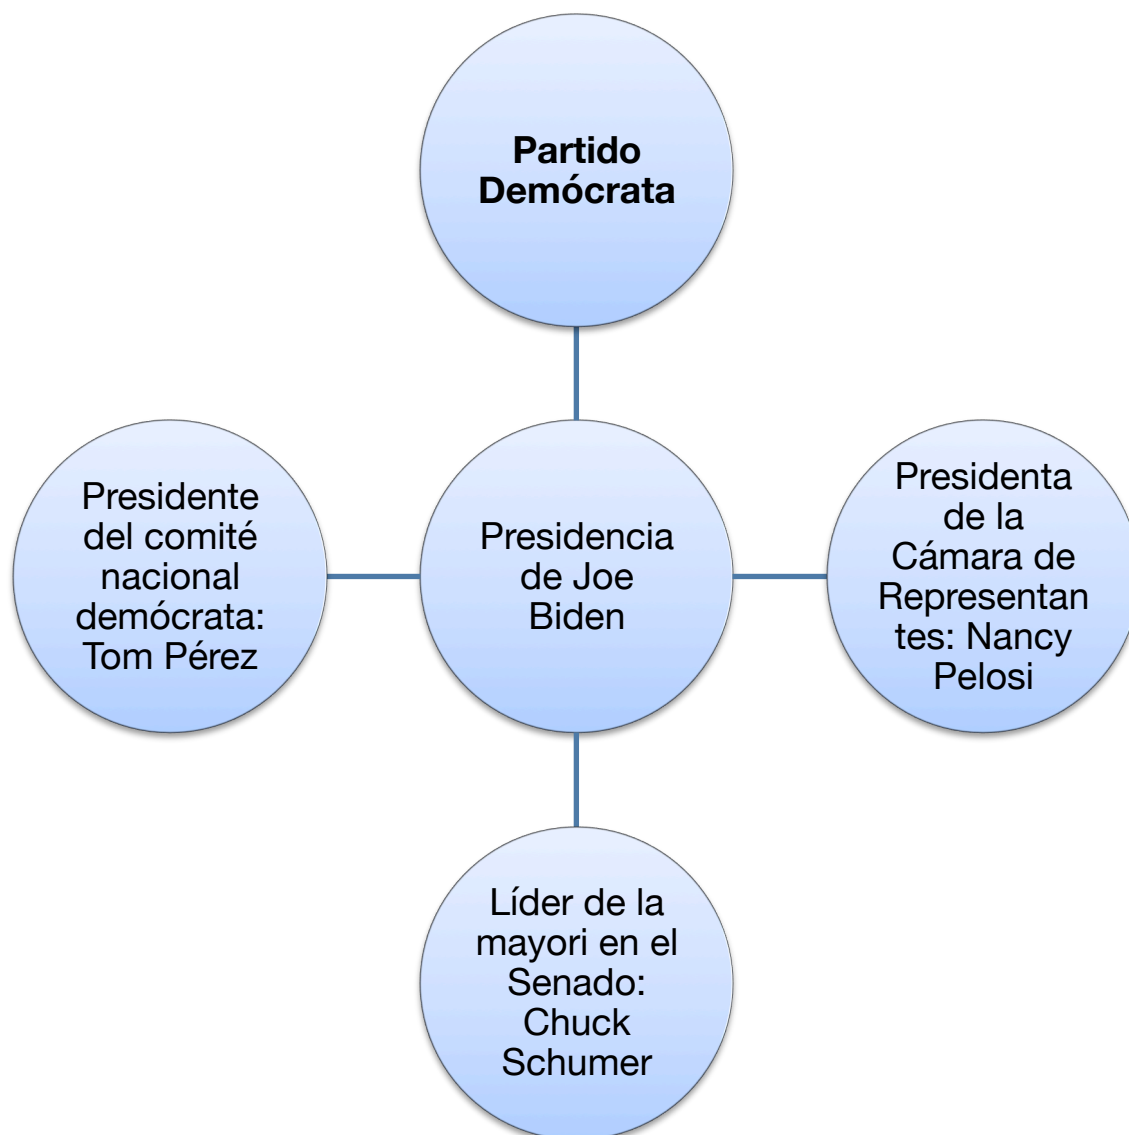 Partido
Demócrata
Presidente
del comité
nacional
demócrata:
Tom Pérez
Presidencia
de Joe
Biden
Presidenta
de la
Cámara de
Representan
tes: Nancy
Pelosi
Líder de la
mayori en el
Senado:
Chuck
Schumer